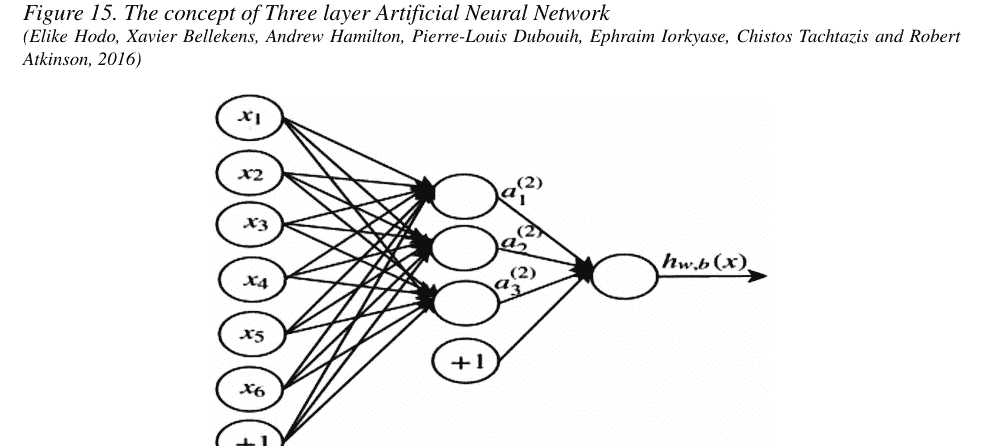 Figure 15. The concept of Three layer Artificial Neural Network
(Elike Hodo, Xavier Bellekens, Andrew Hamilton, Pierre-Louis Dubouih, Ephraim Iorkyase, Chistos Tachtazis and Robert
Atkinson, 2016)
x1
x2
x3
x4
x5
x6
+1
a1(2)
a2(2)
a3(2)
+1
hw,b(x)